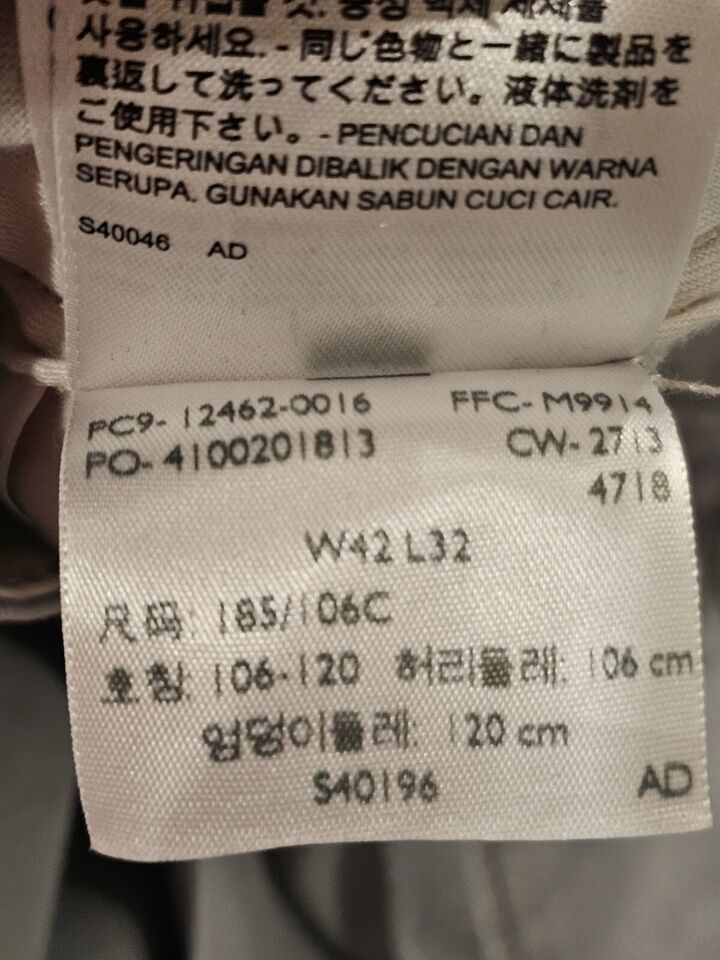 사용하세요. - 同じ色物と一緒に製品を
裏返して洗ってください。液体洗剤を
ご使用下さい。- PENCUCIAN DAN
PENGERINGAN DIBALIK DENGAN WARNA
SERUPA. GUNAKAN SABUN CUCI CAIR.
S40046 AD
PC9- 12462-0016 FFC- M9914
PO- 4100201813 CW- 2713
4718
W42 L32
尺码: 185/106C
호칭: 106-120 허리둘레: 106 cm
엉덩이둘레: 120 cm
S40196 AD